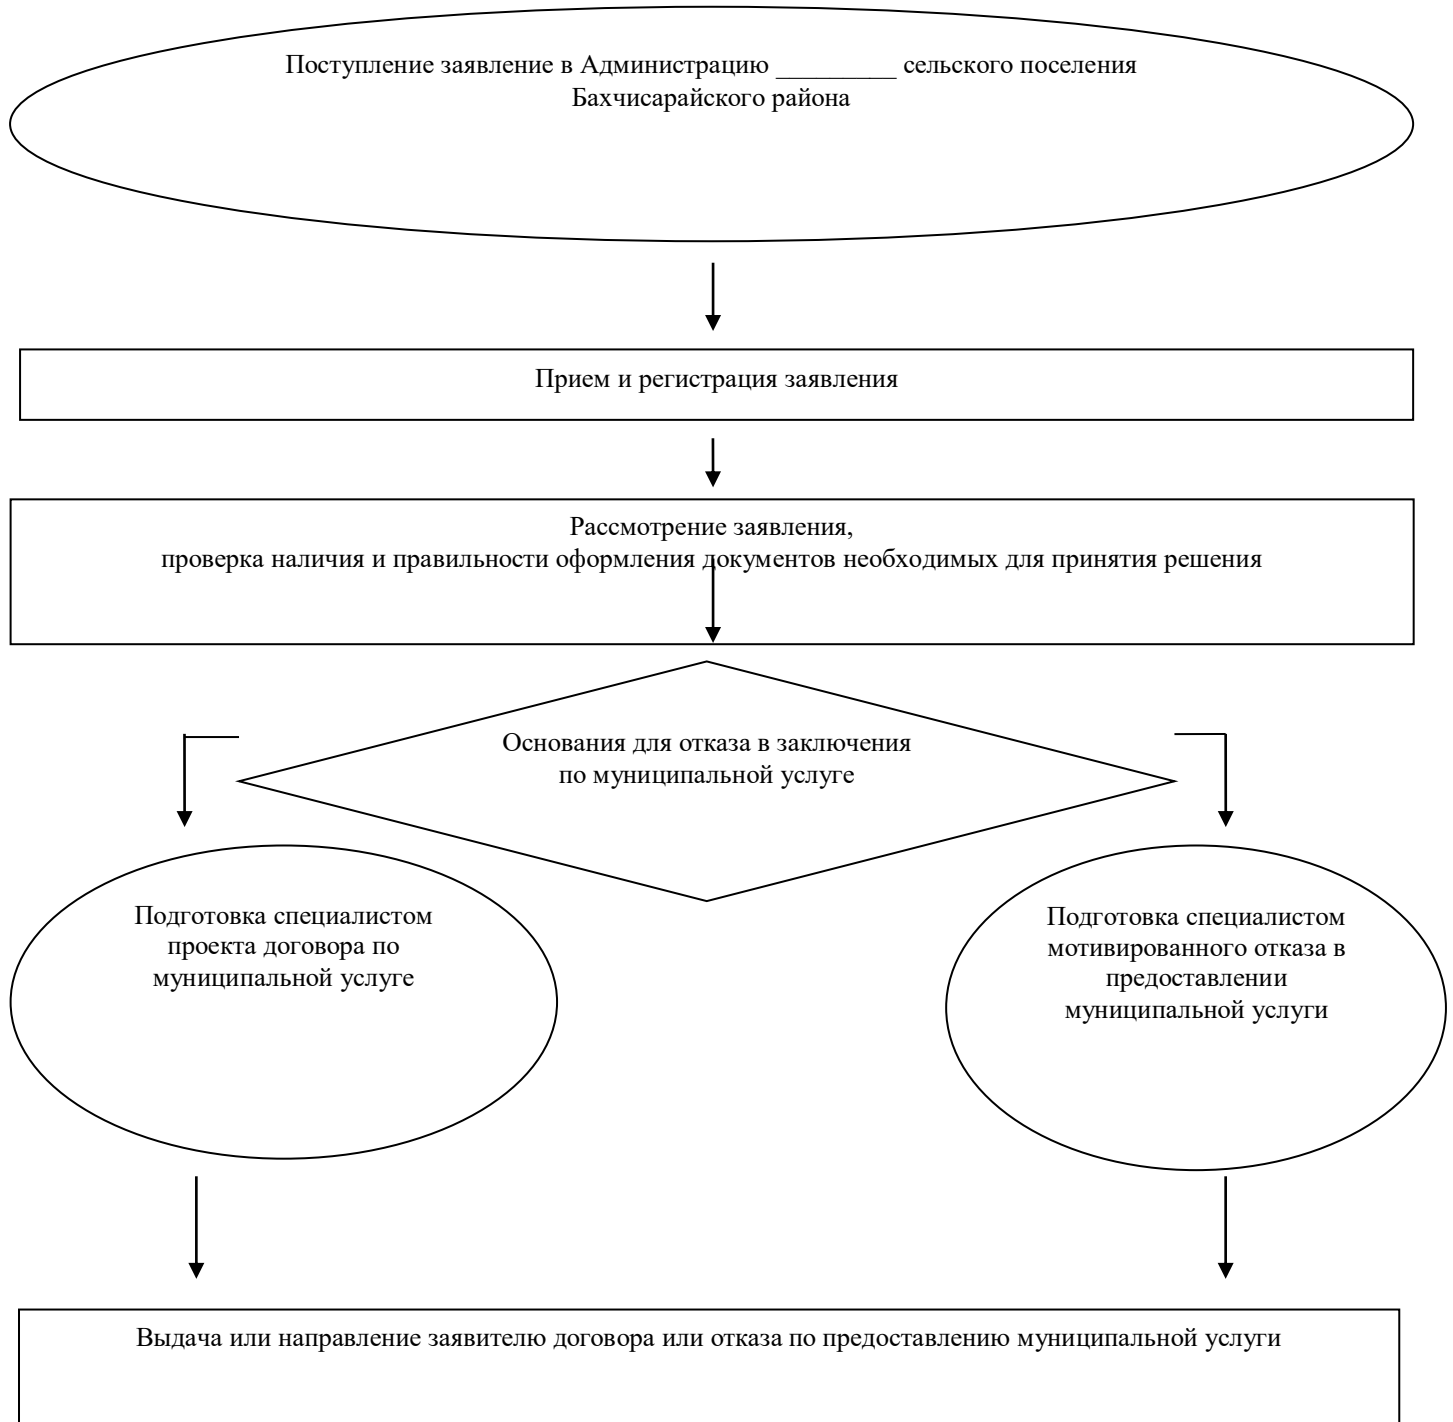 Поступление заявление в Администрацию _________ сельского поселения
Бахчисарайского района
Прием и регистрация заявления
Рассмотрение заявления,
проверка наличия и правильности оформления документов необходимых для принятия решения
Основания для отказа в заключения
по муниципальной услуге
Подготовка специалистом
проекта договора по
муниципальной услуге
Подготовка специалистом
мотивированного отказа в
предоставлении
муниципальной услуги
Выдача или направление заявителю договора или отказа по предоставлению муниципальной услуги